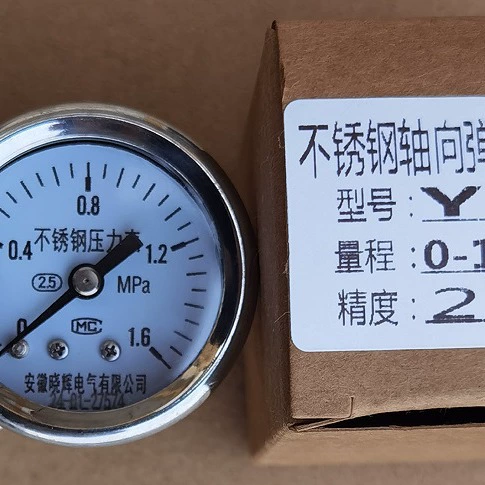 0.8
不锈钢压力表
0.4
1.2
2.5
MPa
0
MC
1.6
安徽晓辉电气有限公司
不锈钢轴向弹
型号：Y
量程：0-1
精度：2.